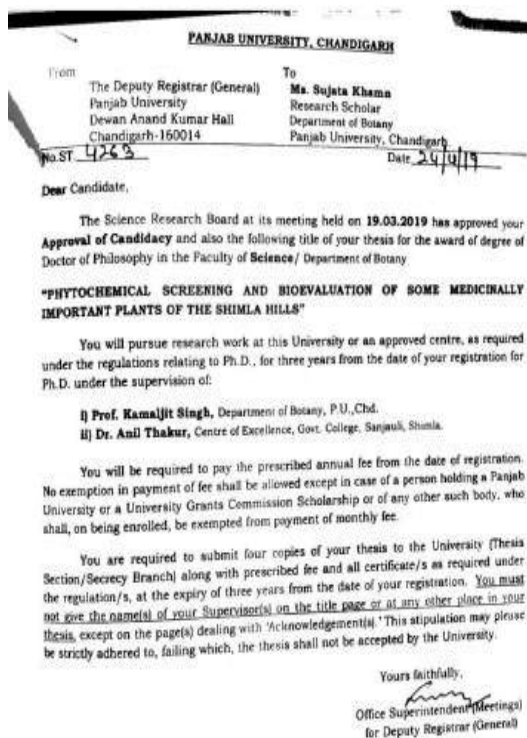 PANJAB UNIVERSITY, CHANDIGARH
From
The Deputy Registrar (General)
Panjab University
Dewan Anand Kumar Hall
Chandigarh-160014
To
Ms. Sujata Khanna
Research Scholar
Department of Botany
Panjab University, Chandigarh
No.ST 4263
Date 24/4/19
Dear Candidate,
The Science Research Board at its meeting held on 19.03.2019 has approved your
Approval of Candidacy and also the following title of your thesis for the award of degree of
Doctor of Philosophy in the Faculty of Science/ Department of Botany
"PHYTOCHEMICAL SCREENING AND BIOEVALUATION OF SOME MEDICINALLY
IMPORTANT PLANTS OF THE SHIMLA HILLS"
You will pursue research work at this University or an approved centre, as required
under the regulations relating to Ph.D., for three years from the date of your registration for
Ph.D. under the supervision of:
i) Prof. Kamaljit Singh, Department of Botany, P.U.,Chd.
ii) Dr. Anil Thakur, Centre of Excellence, Govt. College, Sanjauli, Shimla.
You will be required to pay the prescribed annual fee from the date of registration.
No exemption in payment of fee shall be allowed except in case of a person holding a Panjab
University or a University Grants Commission Scholarship or of any other such body, who
shall, on being enrolled, be exempted from payment of monthly fee.
You are required to submit four copies of your thesis to the University (Thesis
Section/Secrecy Branch) along with prescribed fee and all certificate/s as required under
the regulation/s, at the expiry of three years from the date of your registration. You must
not give the name(s) of your Supervisor(s) on the title page or at any other place in your
thesis, except on the page(s) dealing with 'Acknowledgement(s).' This stipulation may please
be strictly adhered to, failing which, the thesis shall not be accepted by the University.
Yours faithfully,
Office Superintendent (Meetings)
for Deputy Registrar (General)